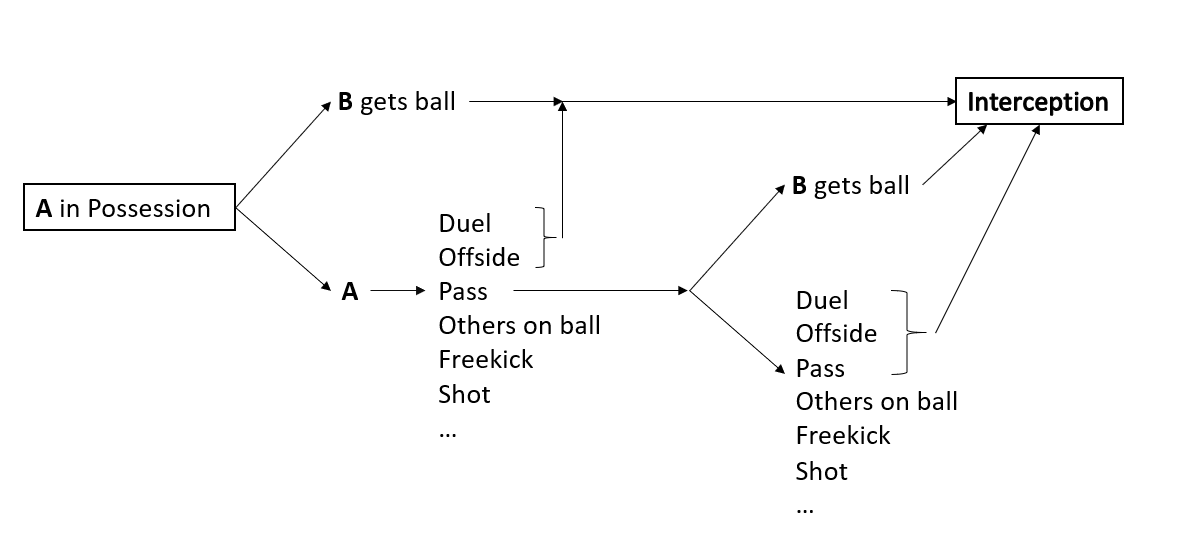 B gets ball
Interception
A in Possession
B gets ball
Duel
Offside
A
Pass
Others on ball
Freekick
Shot
...
Duel
Offside
Pass
Others on ball
Freekick
Shot
...